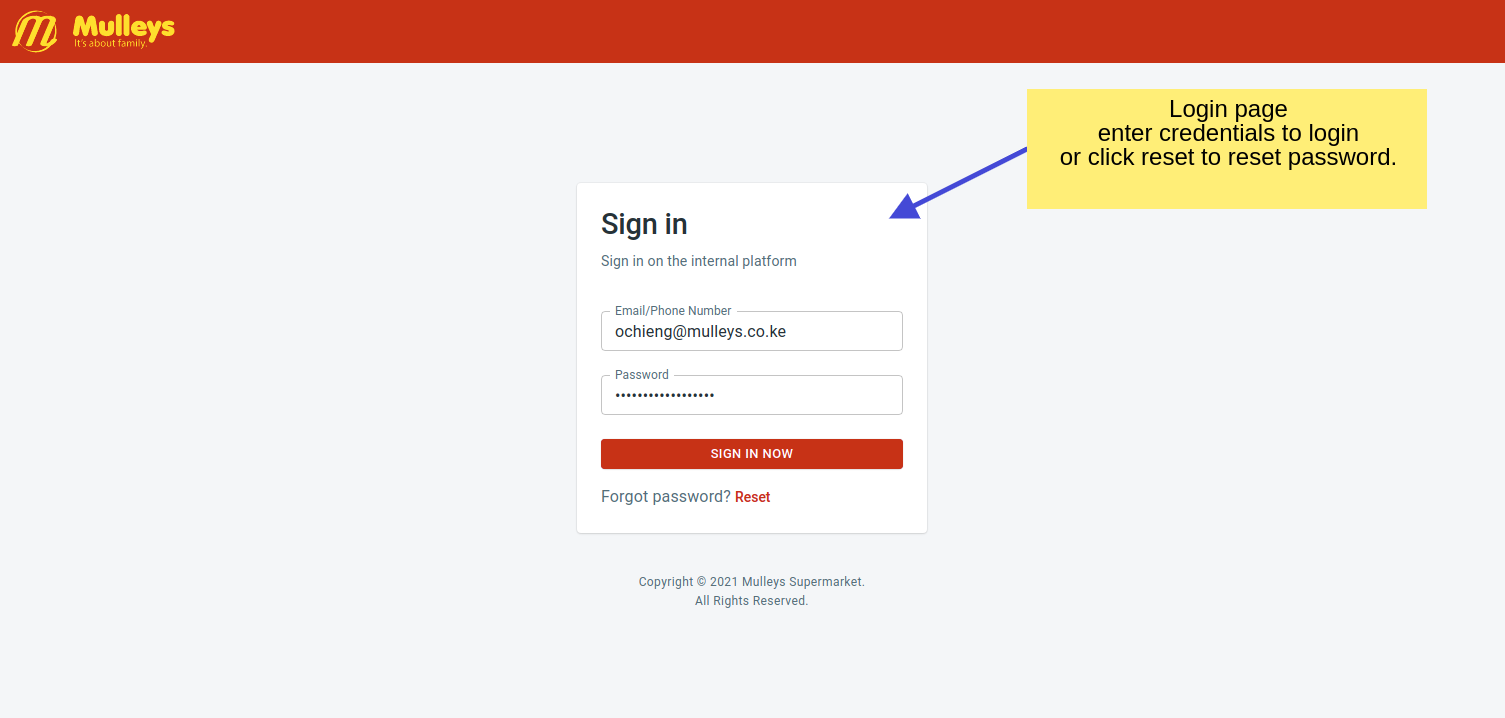 Mulleys
It's about family.
Login page
enter credentials to login
or click reset to reset password.
Sign in
Sign in on the internal platform
Email/Phone Number
ochieng@mulleys.co.ke
Password
••••••••••••••••••
SIGN IN NOW
Forgot password? Reset
Copyright © 2021 Mulleys Supermarket.
All Rights Reserved.